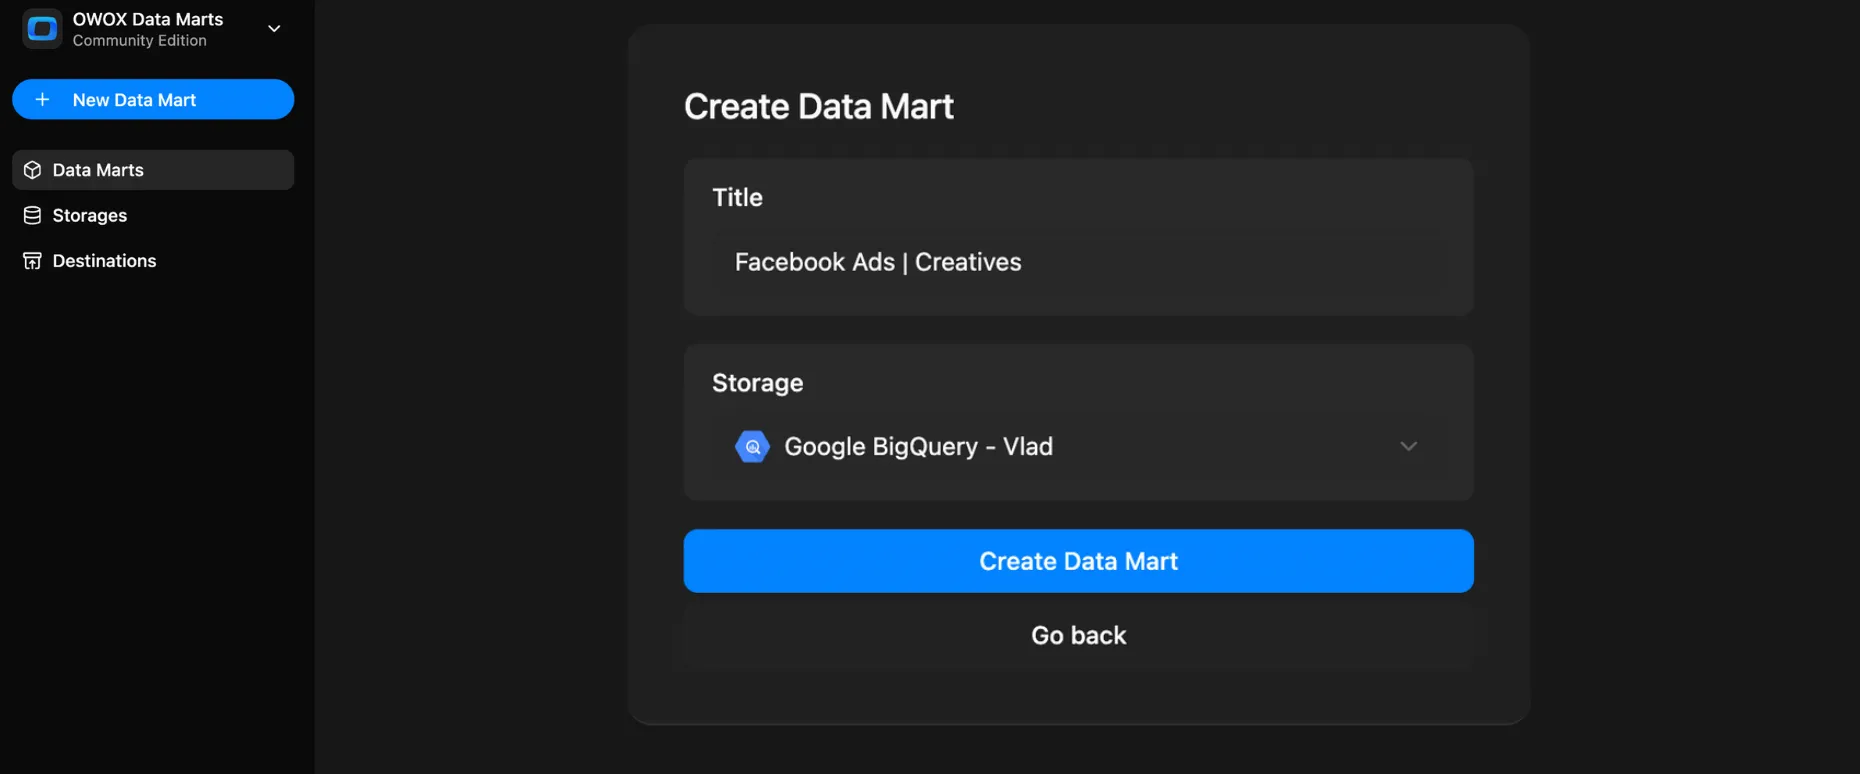 OWOX Data Marts
Community Edition
New Data Mart
Data Marts
Storages
Destinations
Create Data Mart
Title
Facebook Ads | Creatives
Storage
Google BigQuery - Vlad
Create Data Mart
Go back